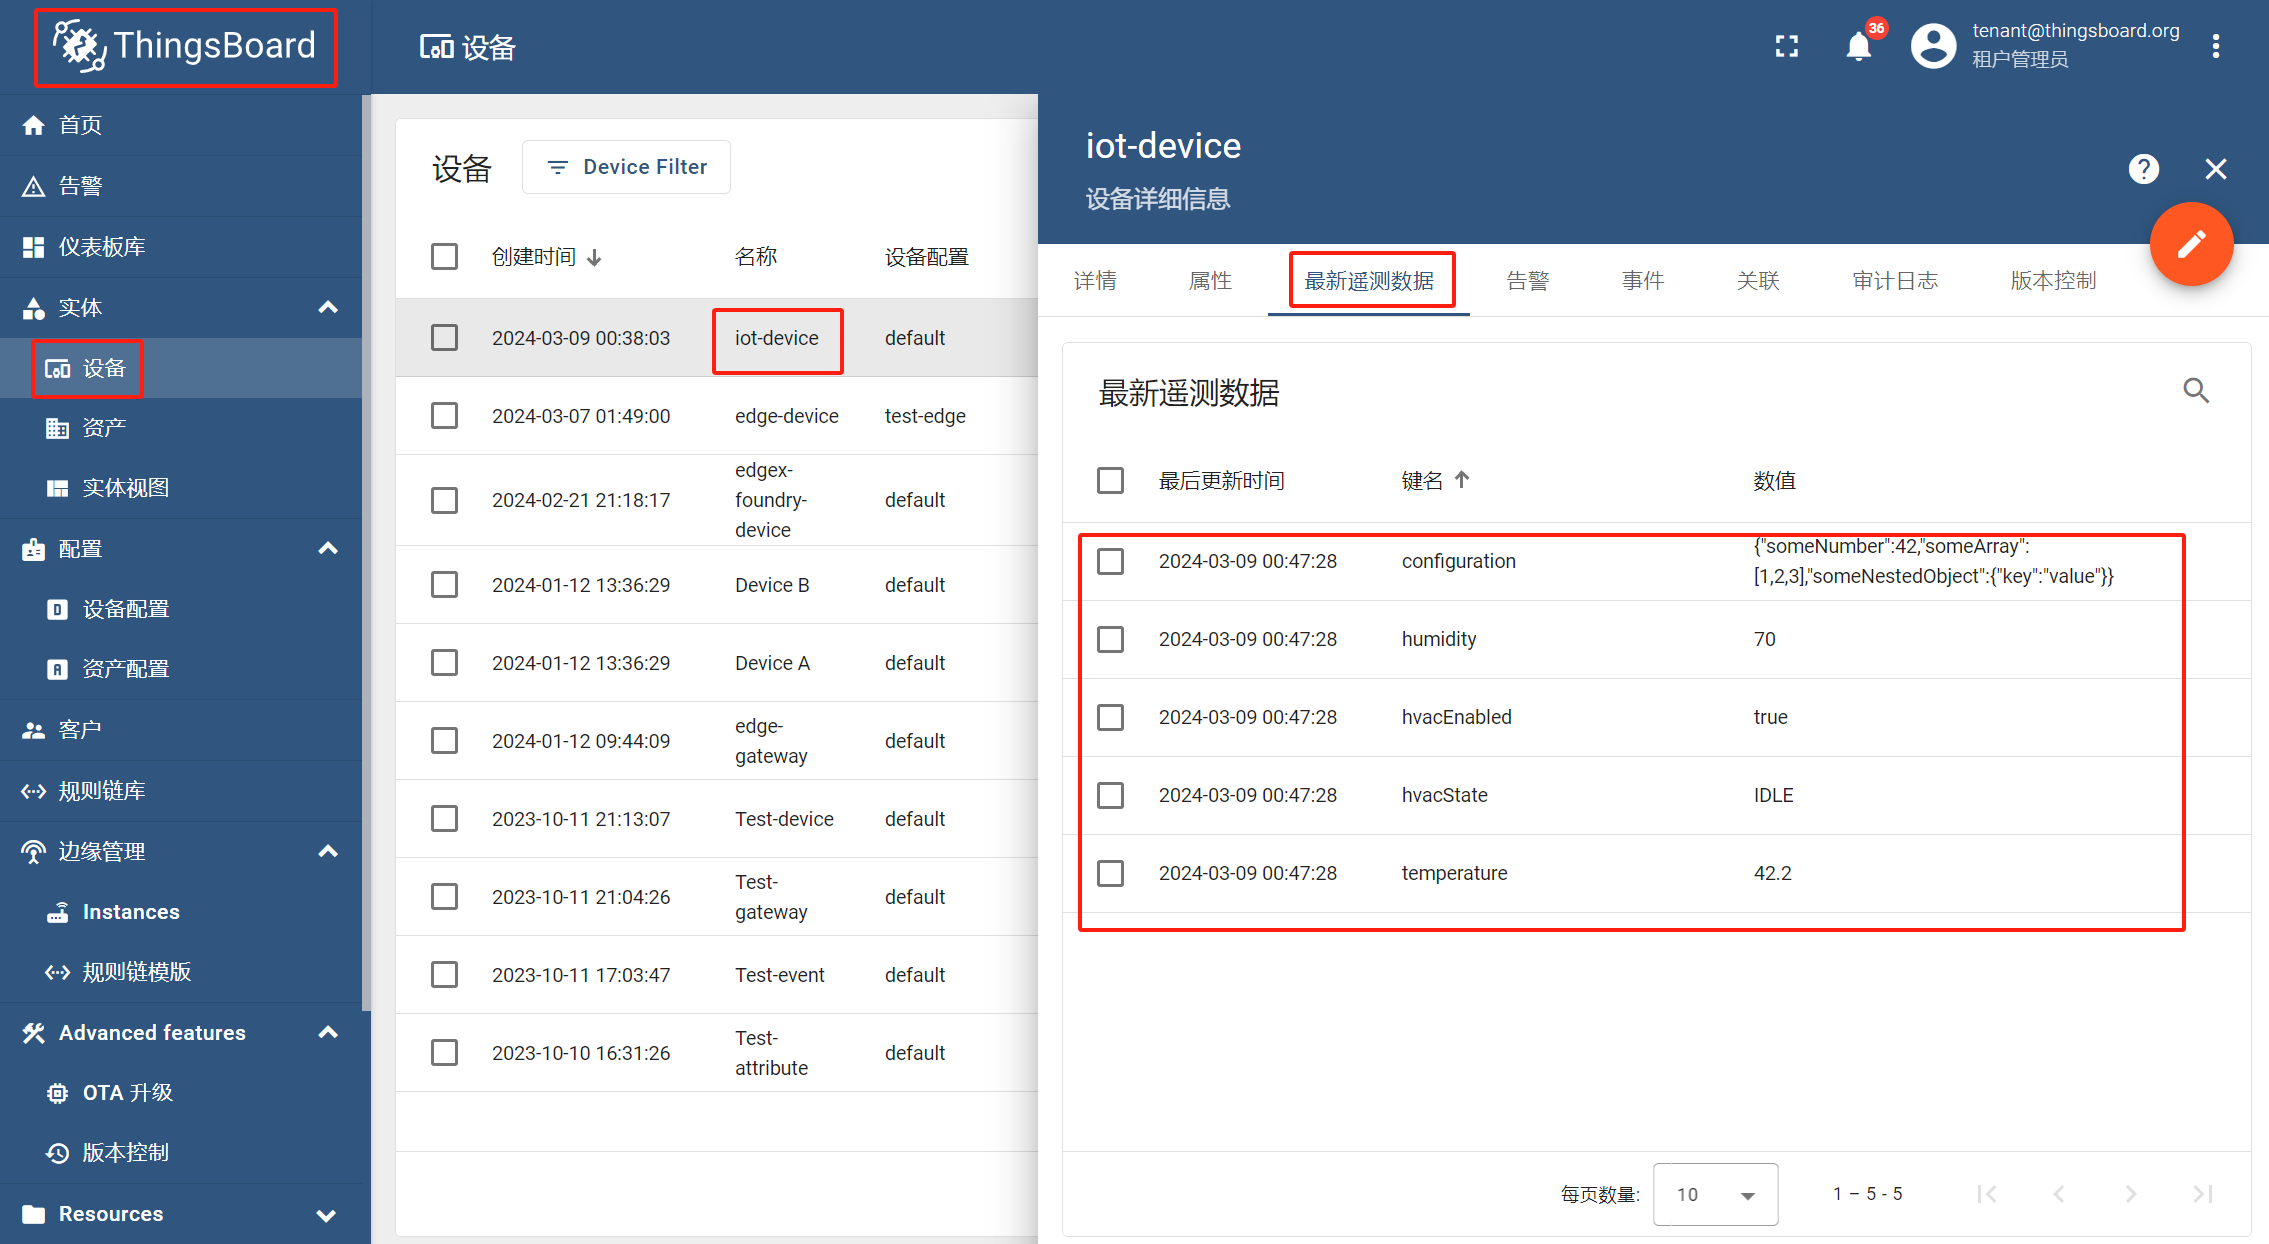 ThingsBoard
设备
36
tenant@thingsboard.org
租户管理员
首页
告警
仪表板库
实体
设备
资产
实体视图
配置
设备配置
资产配置
客户
规则链库
边缘管理
Instances
规则链模版
Advanced features
OTA 升级
版本控制
Resources
设备
Device Filter
创建时间 名称 设备配置
2024-03-09 00:38:03 iot-device default
2024-03-07 01:49:00 edge-device test-edge
2024-02-21 21:18:17 edgex-
foundry-
device default
2024-01-12 13:36:29 Device B default
2024-01-12 13:36:29 Device A default
2024-01-12 09:44:09 edge-
gateway default
2023-10-11 21:13:07 Test-device default
2023-10-11 21:04:26 Test-
gateway default
2023-10-11 17:03:47 Test-event default
2023-10-10 16:31:26 Test-
attribute default
iot-device
设备详细信息
详情 属性 最新遥测数据 告警 事件 关联 审计日志 版本控制
最新遥测数据
最后更新时间 键名 数值
2024-03-09 00:47:28 configuration {"someNumber":42,"someArray":
[1,2,3],"someNestedObject":{"key":"value"}}
2024-03-09 00:47:28 humidity 70
2024-03-09 00:47:28 hvacEnabled true
2024-03-09 00:47:28 hvacState IDLE
2024-03-09 00:47:28 temperature 42.2
每页数量: 10 1 – 5 - 5